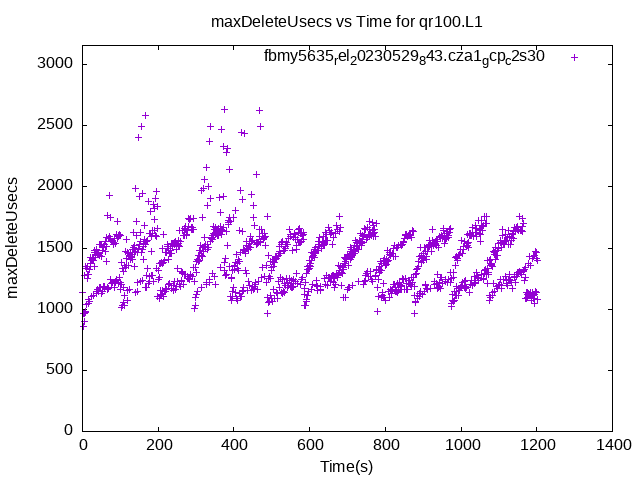 maxDeleteUsecs vs Time for qr100.L1
fbmy5635rel20230529843.cza1gcpc2s30
3000
2500
2000
1500
1000
500
0
maxDeleteUsecs
0 200 400 600 800 1000 1200 1400
Time(s)